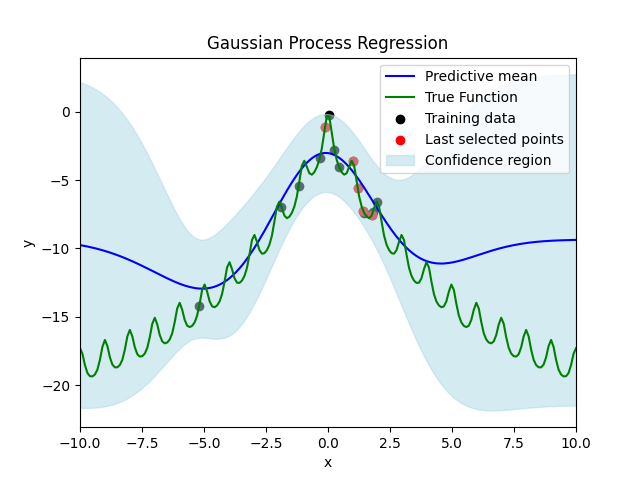 Gaussian Process Regression
Predictive mean
True Function
Training data
Last selected points
Confidence region
y
0
−5
−10
−15
−20
−10.0 −7.5 −5.0 −2.5 0.0 2.5 5.0 7.5 10.0
x